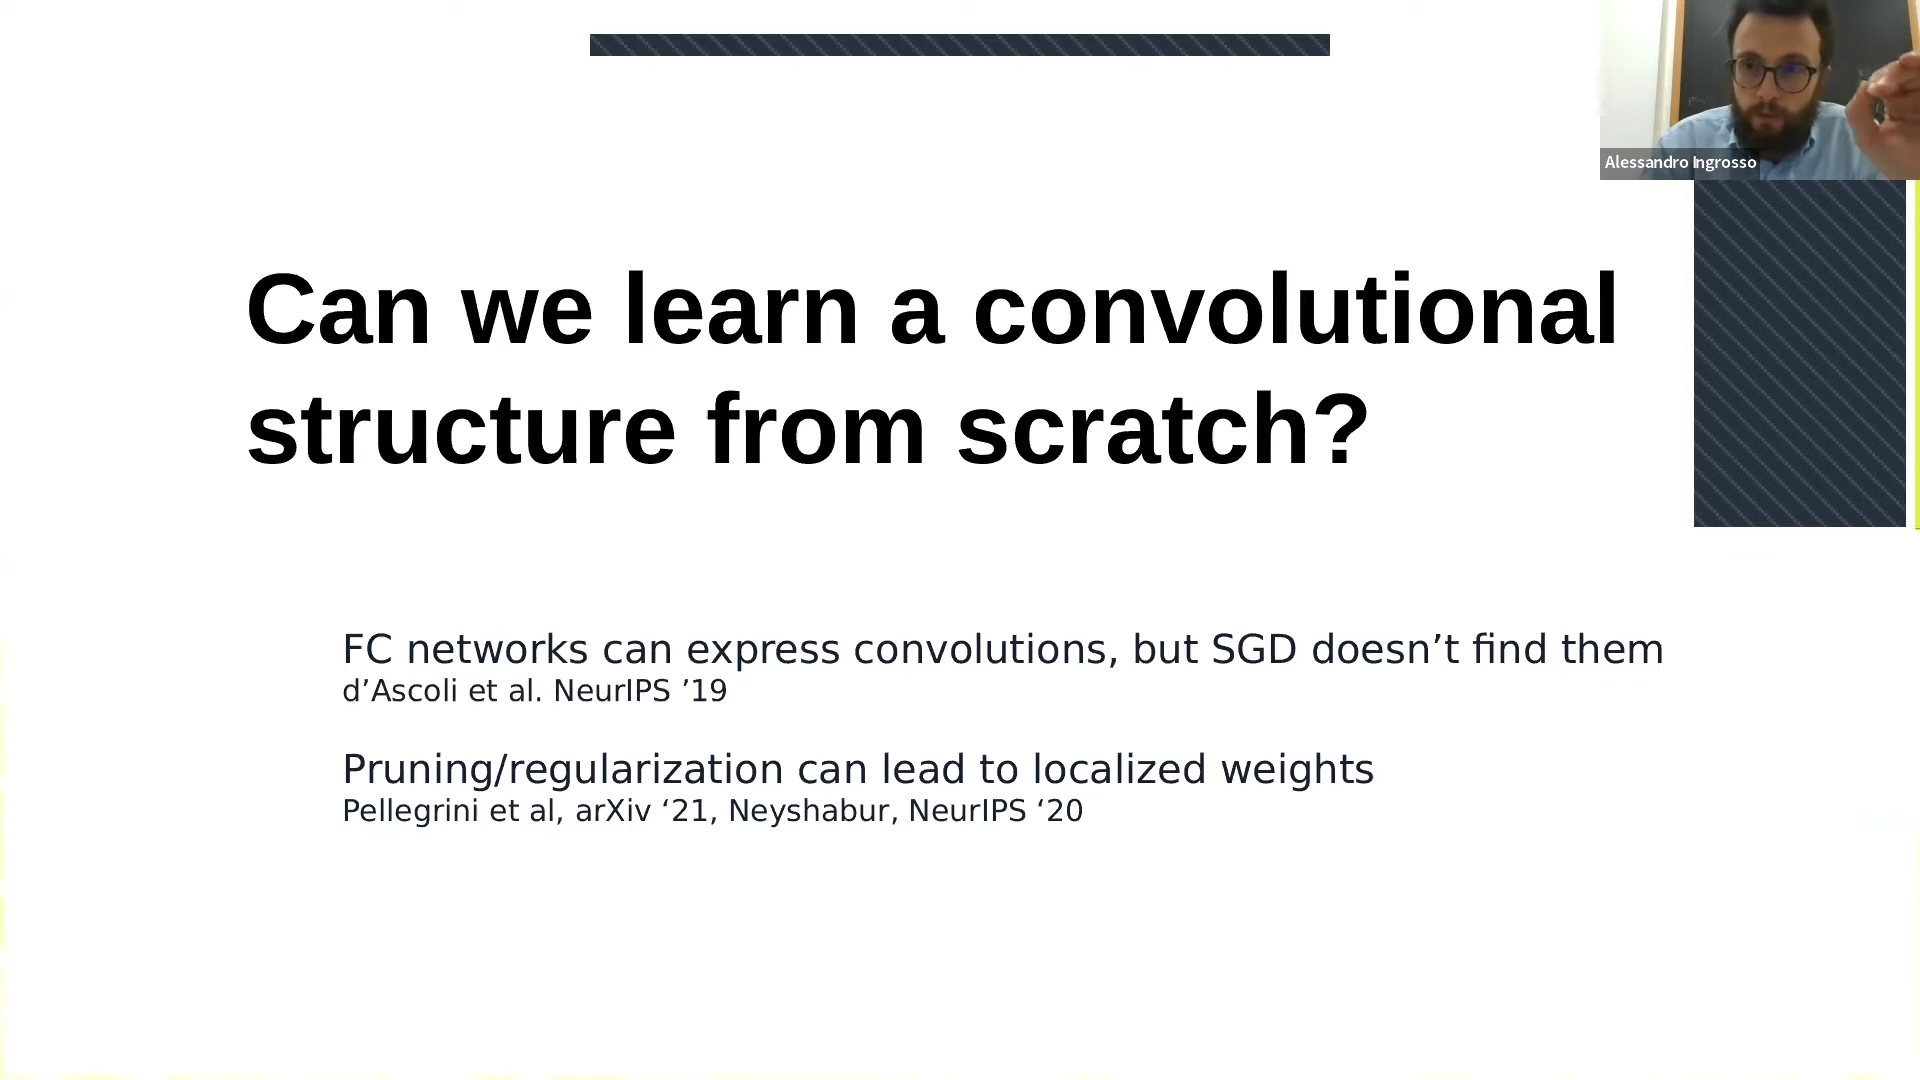 Alessandro Ingrosso
Can we learn a convolutional
structure from scratch?
FC networks can express convolutions, but SGD doesn’t find them
d’Ascoli et al. NeurIPS ’19
Pruning/regularization can lead to localized weights
Pellegrini et al, arXiv ‘21, Neyshabur, NeurIPS ‘20